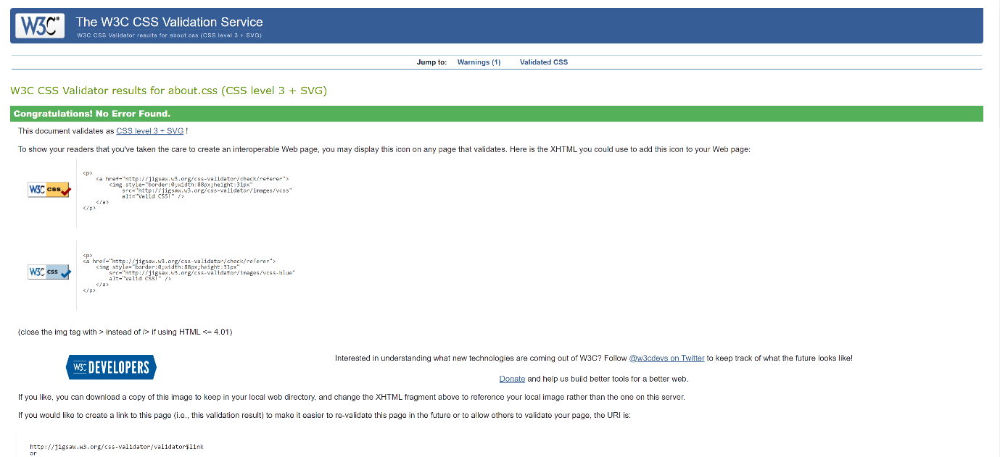 W3C® The W3C CSS Validation Service
W3C CSS Validator results for about.css (CSS level 3 + SVG)
Jump to: Warnings (1) Validated CSS
W3C CSS Validator results for about.css (CSS level 3 + SVG)
Congratulations! No Error Found.
This document validates as CSS level 3 + SVG !
To show your readers that you've taken the care to create an interoperable Web page, you may display this icon on any page that validates. Here is the XHTML you could use to add this icon to your Web page:
W3C css
<p>
<a href="http://jigsaw.w3.org/css-validator/check/referer">
<img style="border:0;width:88px;height:31px"
src="http://jigsaw.w3.org/css-validator/images/vcss"
alt="Valid CSS!" />
</a>
</p>
W3C css
<p>
<a href="http://jigsaw.w3.org/css-validator/check/referer">
<img style="border:0;width:88px;height:31px"
src="http://jigsaw.w3.org/css-validator/images/vcss-blue"
alt="Valid CSS!" />
</a>
</p>
(close the img tag with > instead of /> if using HTML <= 4.01)
W3C DEVELOPERS
Interested in understanding what new technologies are coming out of W3C? Follow @w3cdevs on Twitter to keep track of what the future looks like!
Donate and help us build better tools for a better web.
If you like, you can download a copy of this image to keep in your local web directory, and change the XHTML fragment above to reference your local image rather than the one on this server.
If you would like to create a link to this page (i.e., this validation result) to make it easier to re-validate this page in the future or to allow others to validate your page, the URI is:
http://jigsaw.w3.org/css-validator/validator$link
or